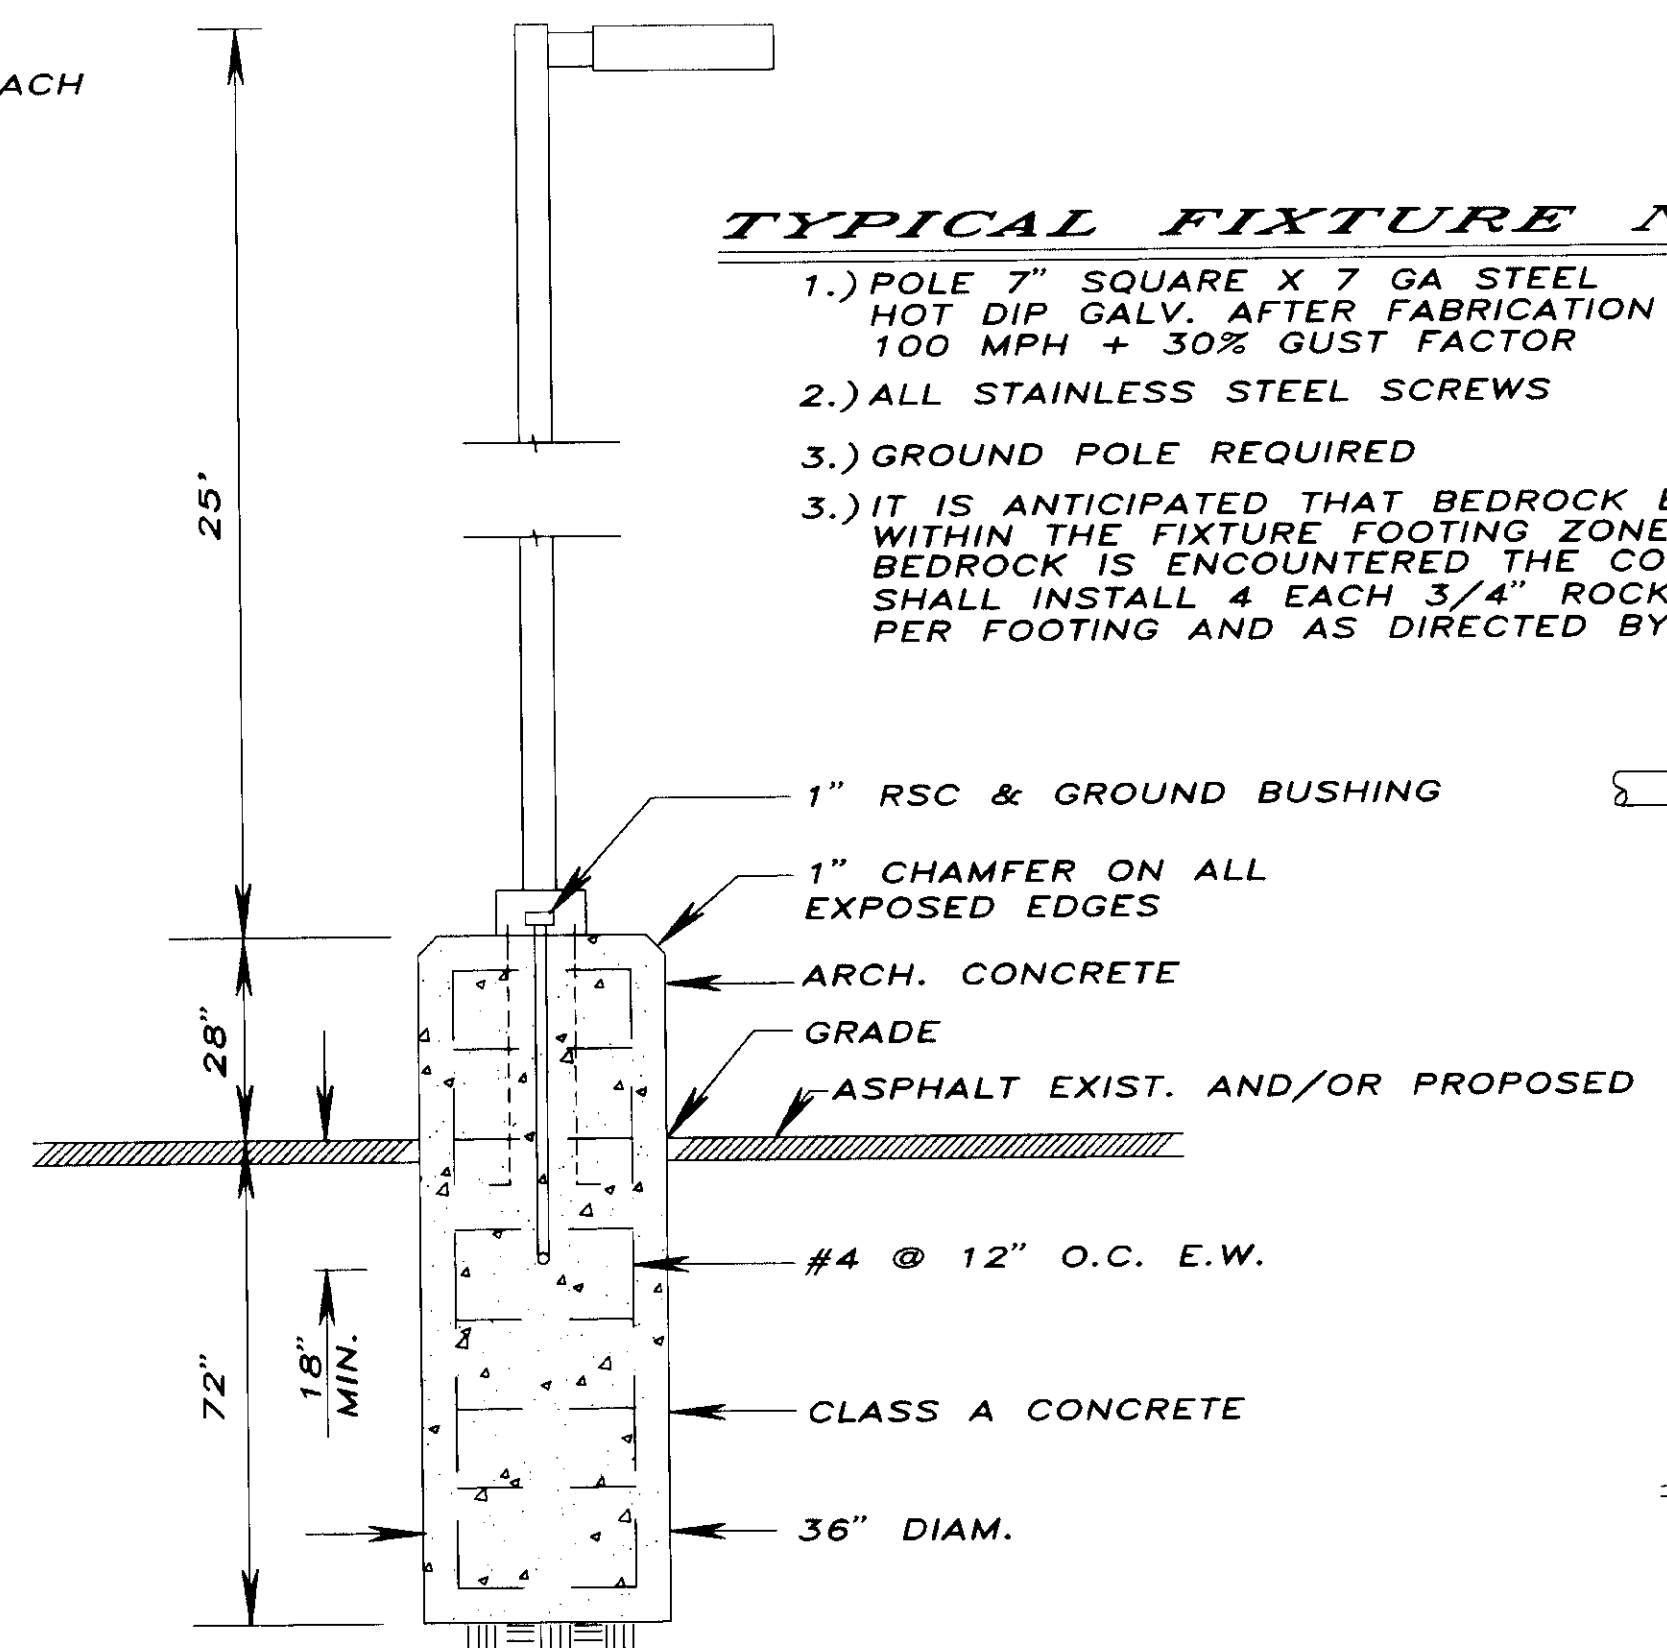 ACH
25'
TYPICAL FIXTURE
1.) POLE 7" SQUARE X 7 GA STEEL
HOT DIP GALV. AFTER FABRICATION
100 MPH + 30% GUST FACTOR
2.) ALL STAINLESS STEEL SCREWS
3.) GROUND POLE REQUIRED
3.) IT IS ANTICIPATED THAT BEDROCK
WITHIN THE FIXTURE FOOTING ZONE
BEDROCK IS ENCOUNTERED THE CO
SHALL INSTALL 4 EACH 3/4" ROCK
PER FOOTING AND AS DIRECTED BY
1" RSC & GROUND BUSHING
1" CHAMFER ON ALL
EXPOSED EDGES
ARCH. CONCRETE
28"
GRADE
ASPHALT EXIST. AND/OR PROPOSED
#4 @ 12" O.C. E.W.
72"
18"
MIN.
CLASS A CONCRETE
36" DIAM.